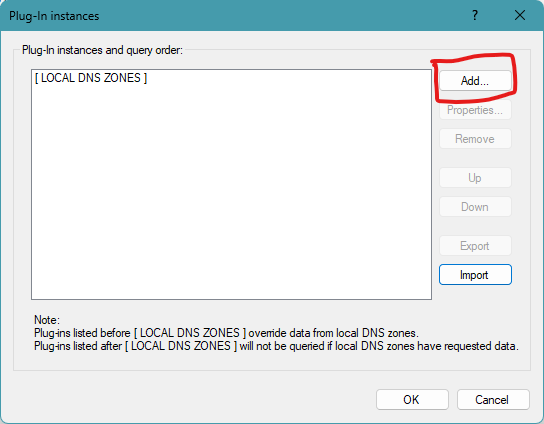 Plug-In instances
?
Plug-In instances and query order:
[ LOCAL DNS ZONES ]
Add...
Properties...
Remove
Up
Down
Export
Import
Note:
Plug-ins listed before [ LOCAL DNS ZONES ] override data from local DNS zones.
Plug-ins listed after [ LOCAL DNS ZONES ] will not be queried if local DNS zones have requested data.
OK
Cancel